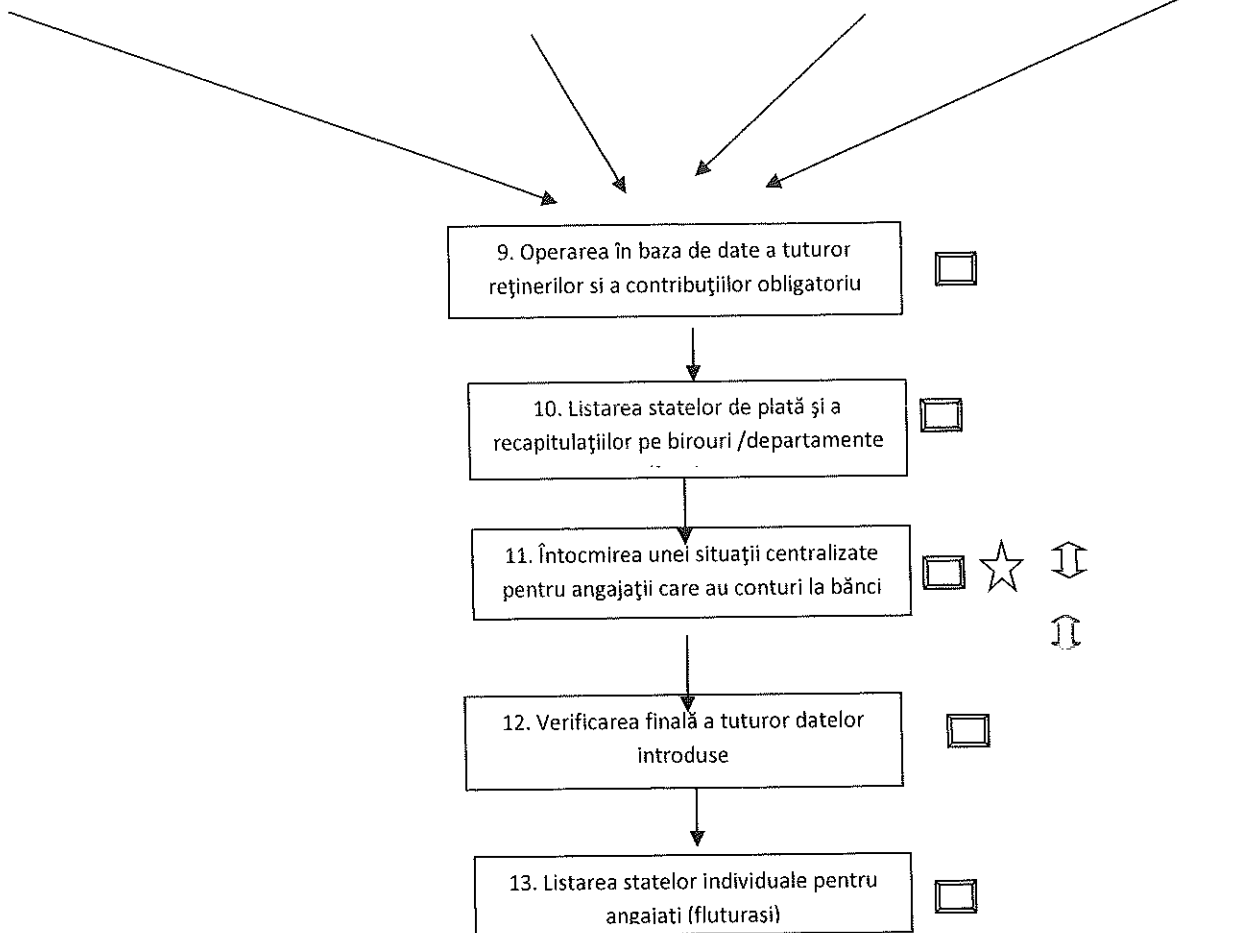 9. Operarea în baza de date a tuturor
reţinerilor si a contribuţiilor obligatoriu
10. Listarea statelor de plată şi a
recapitulaţiilor pe birouri /departamente
11. Întocmirea unei situaţii centralizate
pentru angajaţii care au conturi la bănci
12. Verificarea finală a tuturor datelor
introduse
13. Listarea statelor individuale pentru
angajati (fluturasi)